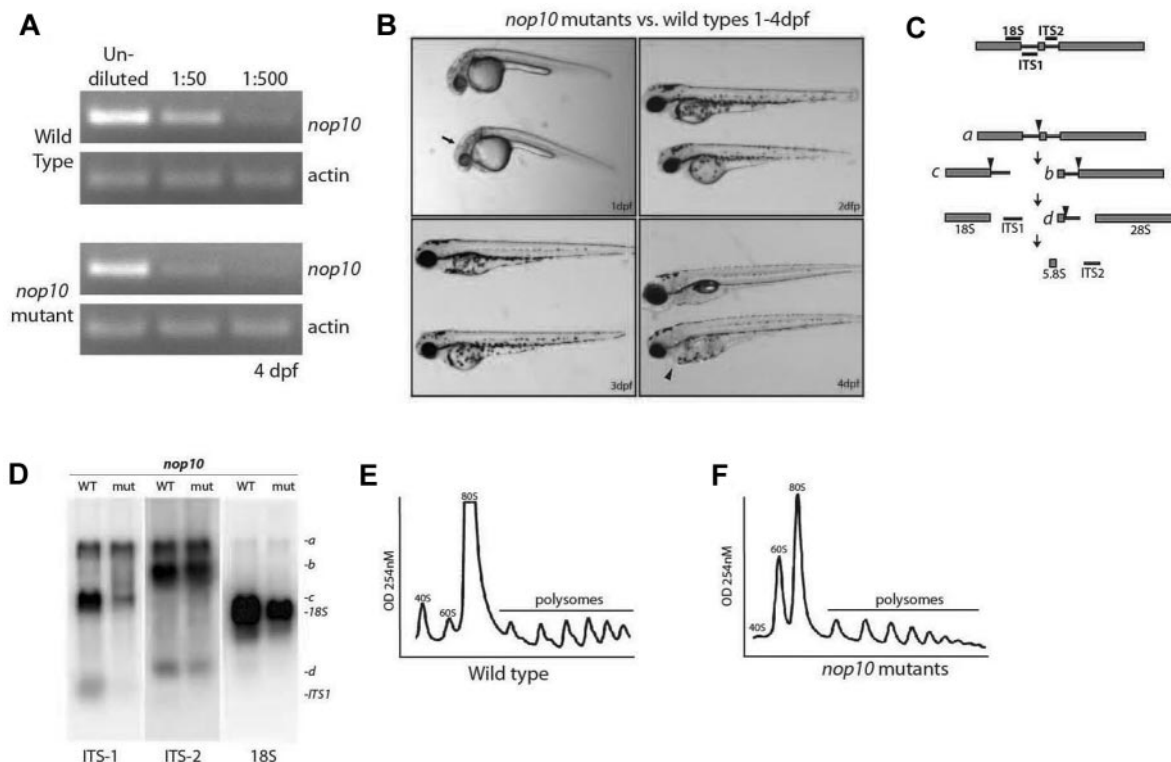 A
Un-
diluted 1:50 1:500
Wild
Type
nop10
actin
nop10
mutant
nop10
actin
4 dpf
B
nop10 mutants vs. wild types 1-4dpf
1dpf
2dfp
3dpf
4dpf
C
18S ITS2
ITS1
a
c b
18S ITS1 d 28S
5.8S ITS2
D
nop10
WT mut WT mut WT mut
-a
-b
-c
-18S
-d
-ITS1
ITS-1 ITS-2 18S
E
OD 254nM
40S 60S 80S
polysomes
Wild type
F
OD 254nM
40S 60S 80S
polysomes
nop10 mutants